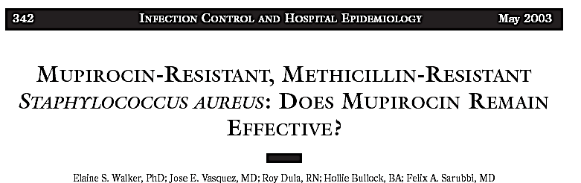 342 INFECTION CONTROL AND HOSPITAL EPIDEMIOLOGY May 2003
MUPIROCIN-RESISTANT, METHICILLIN-RESISTANT
STAPHYLOCOCCUS AUREUS: DOES MUPIROCIN REMAIN
EFFECTIVE?
Elaine S. Walker, PhD; Jose E. Vasquez, MD; Roy Dula, RN; Hollie Bullock, BA; Felix A. Sarubbi, MD